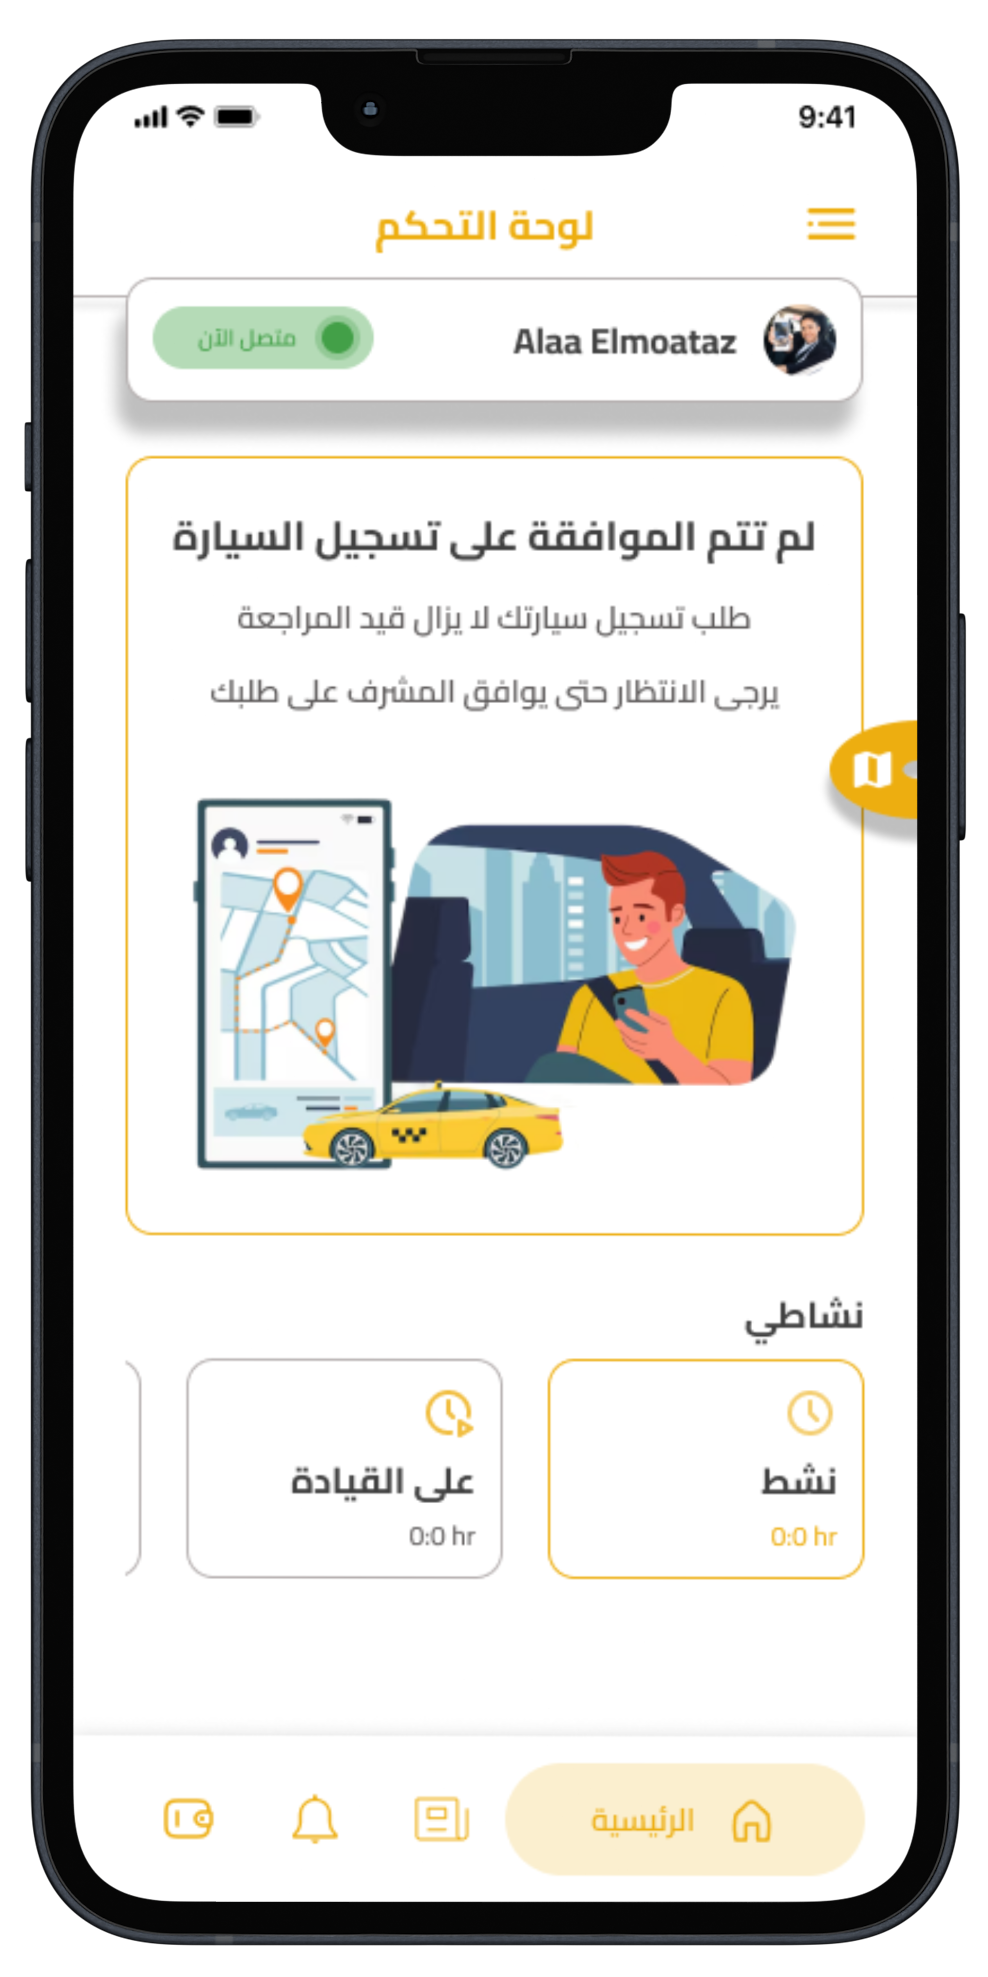 9:41
لوحة التحكم
Alaa Elmoataz
متصل الآن
لم تتم الموافقة على تسجيل السيارة
طلب تسجيل سيارتك لا يزال قيد المراجعة
يرجى الانتظار حتى يوافق المشرف على طلبك
نشاطي
نشط
0:0 hr
على القيادة
0:0 hr
الرئيسية